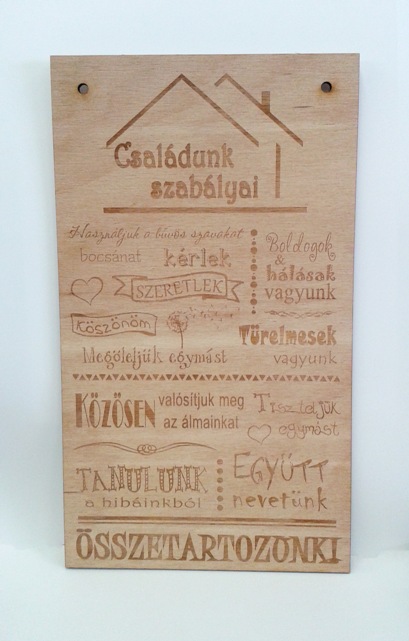 Családunk
szabályai
Használjuk a bűvös szavakat
bocsánat kérlek
SZERETLEK
Köszönöm
Megöleljük egymást
Boldogok
&
hálásak
vagyunk
Türelmesek
vagyunk
KÖZÖSEN valósítjuk meg
az álmainkat
Tiszteljük
egymást
TANULUNK
a hibáinkból
EGYÜTT
nevetünk
ÖSSZETARTOZÓNK!